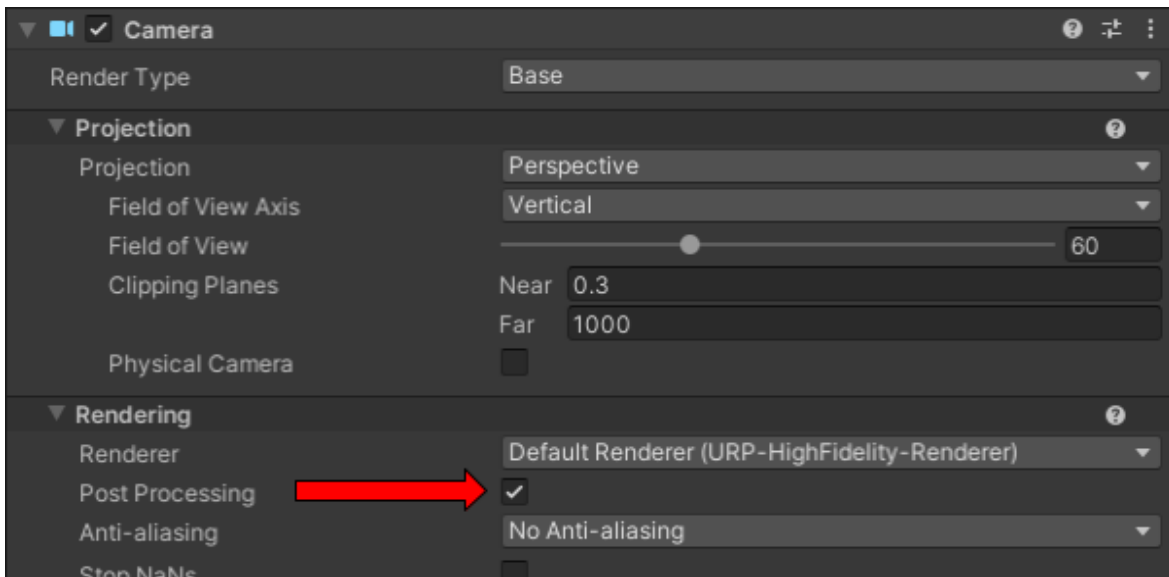 Camera
Render Type Base
Projection
Projection Perspective
Field of View Axis Vertical
Field of View 60
Clipping Planes Near 0.3
Far 1000
Physical Camera
Rendering
Renderer Default Renderer (URP-HighFidelity-Renderer)
Post Processing
Anti-aliasing No Anti-aliasing
Stop NaNs